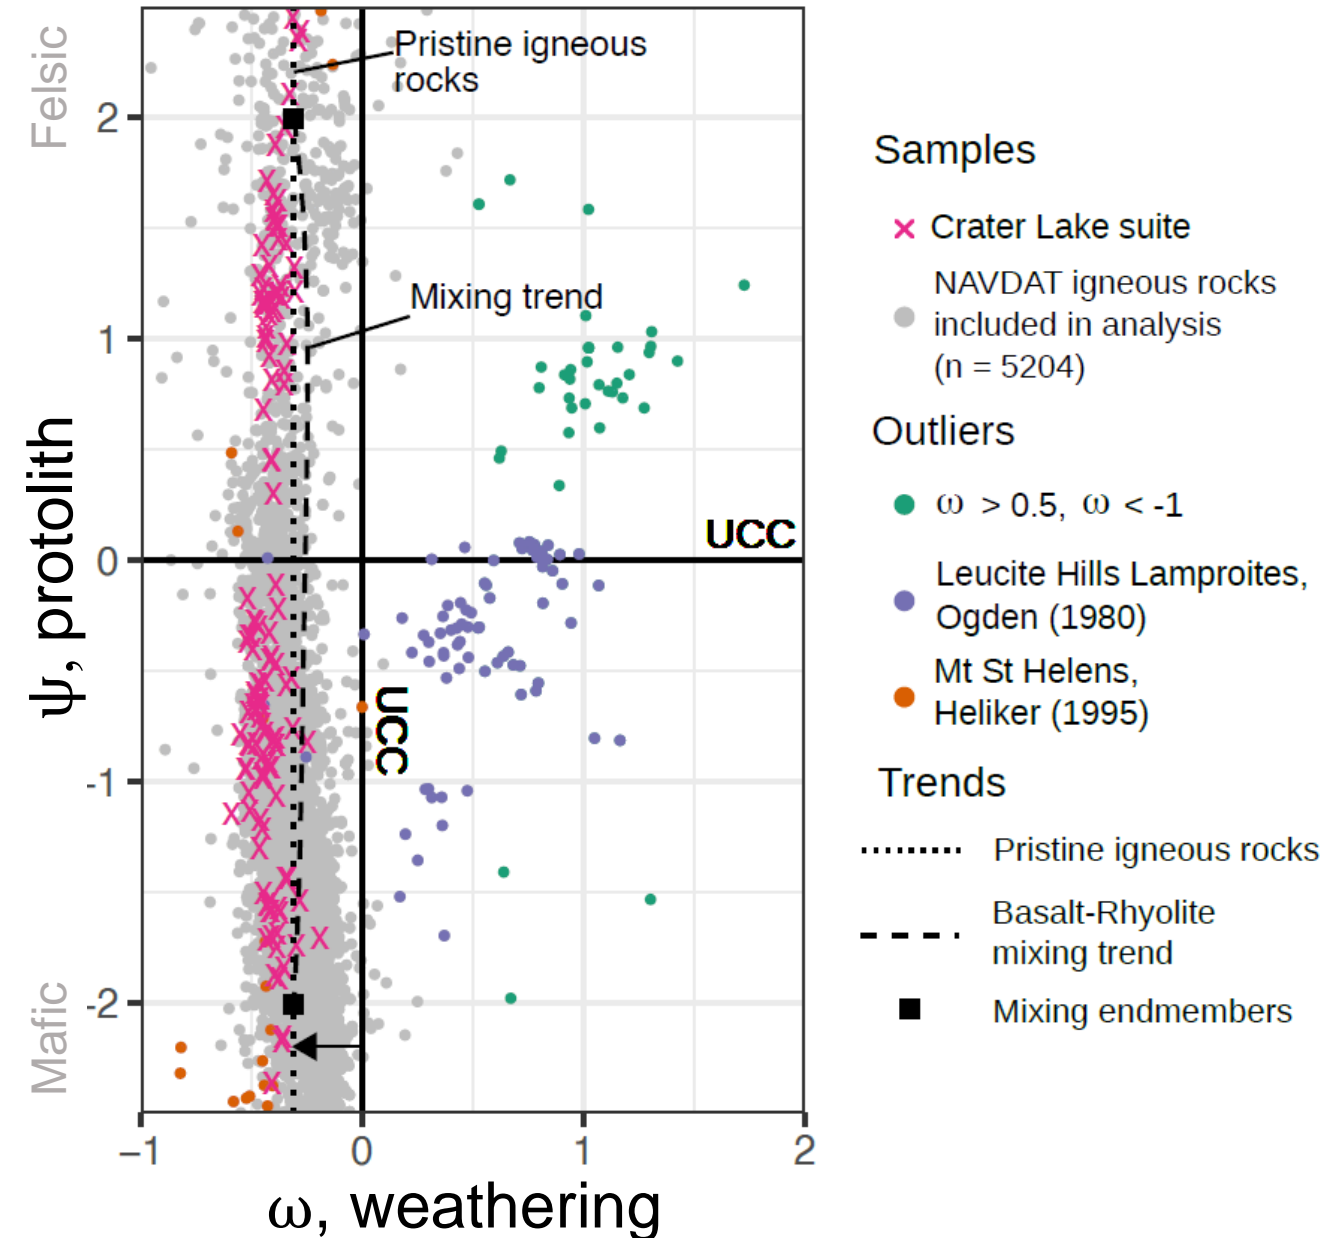 Felsic
Mafic
ψ, protolith
2
1
0
-1
-2
Pristine igneous
rocks
Mixing trend
UCC
UCC
−1
0
1
2
ω, weathering
Samples
Crater Lake suite
NAVDAT igneous rocks
included in analysis
(n = 5204)
Outliers
ω > 0.5, ω < -1
Leucite Hills Lamproites,
Ogden (1980)
Mt St Helens,
Heliker (1995)
Trends
Pristine igneous rocks
Basalt-Rhyolite
mixing trend
Mixing endmembers